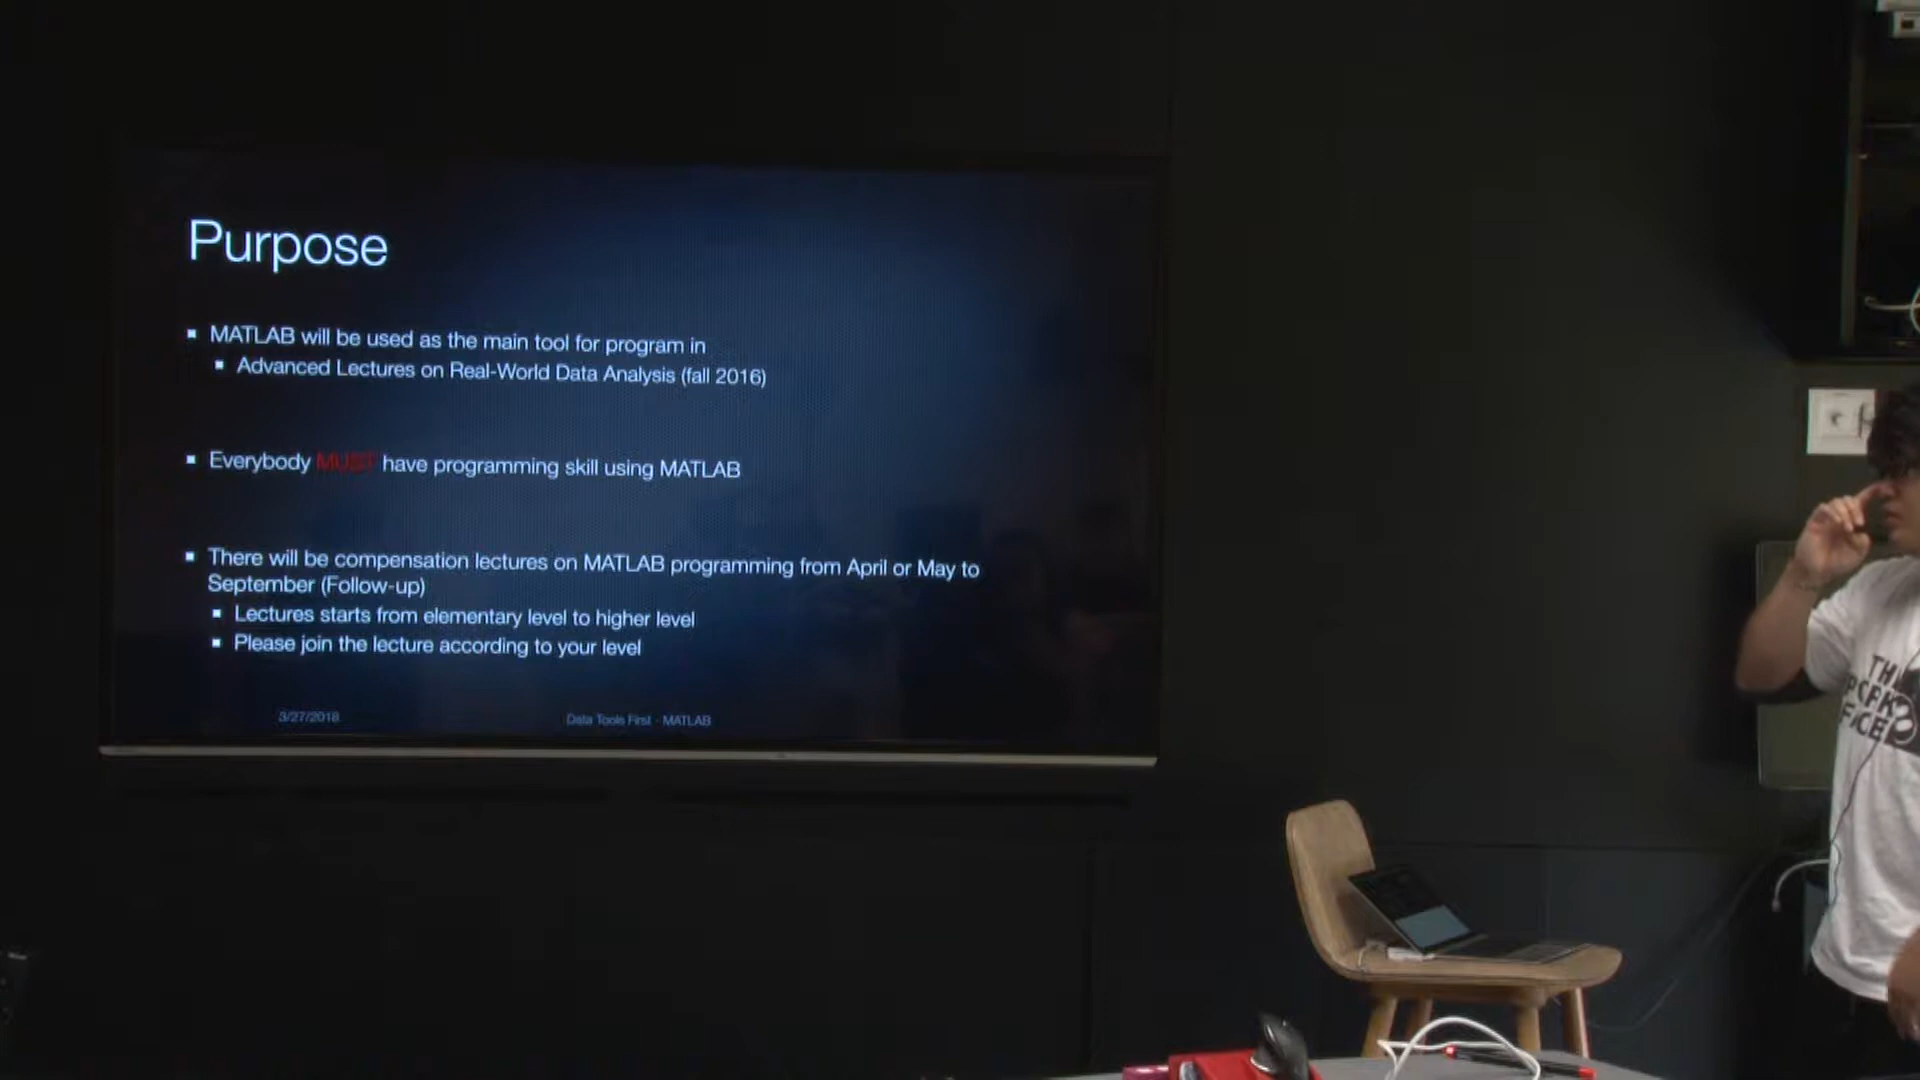 Purpose
MATLAB will be used as the main tool for program in
Advanced Lectures on Real-World Data Analysis (fall 2016)
Everybody MUST have programming skill using MATLAB
There will be compensation lectures on MATLAB programming from April or May to
September (Follow-up)
Lectures starts from elementary level to higher level
Please join the lecture according to your level
3/27/2018
Data Tools First - MATLAB
TH
PORK
FACE